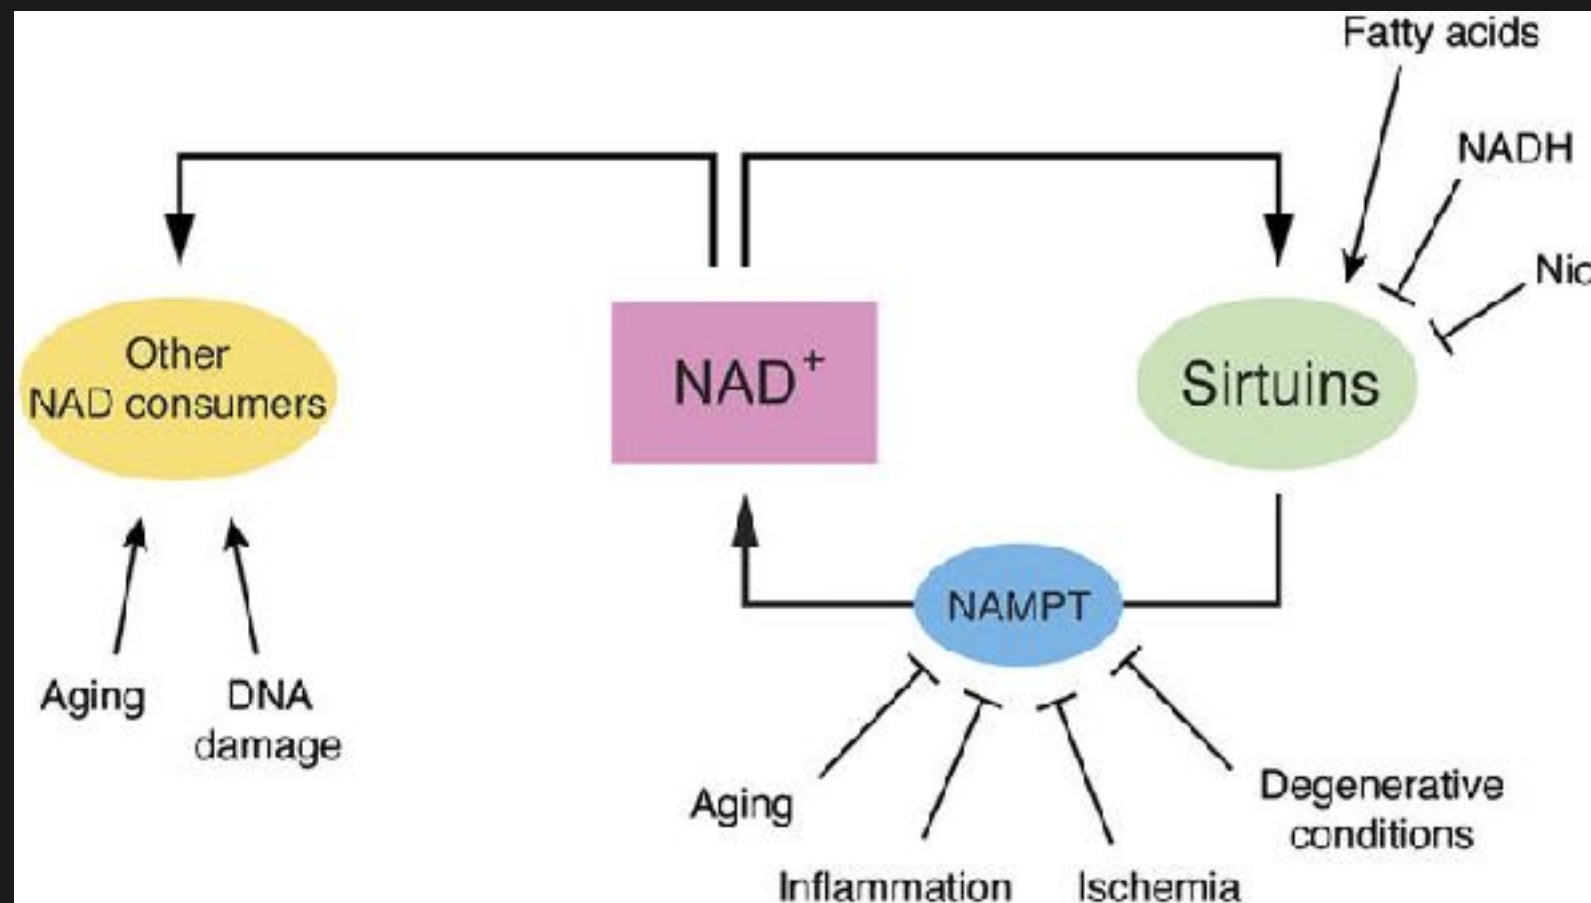 Fatty acids
NADH
Other
NAD consumers
NAD⁺
Sirtuins
NAMPT
Aging
DNA
damage
Aging
Degenerative
conditions
Inflammation
Ischemia